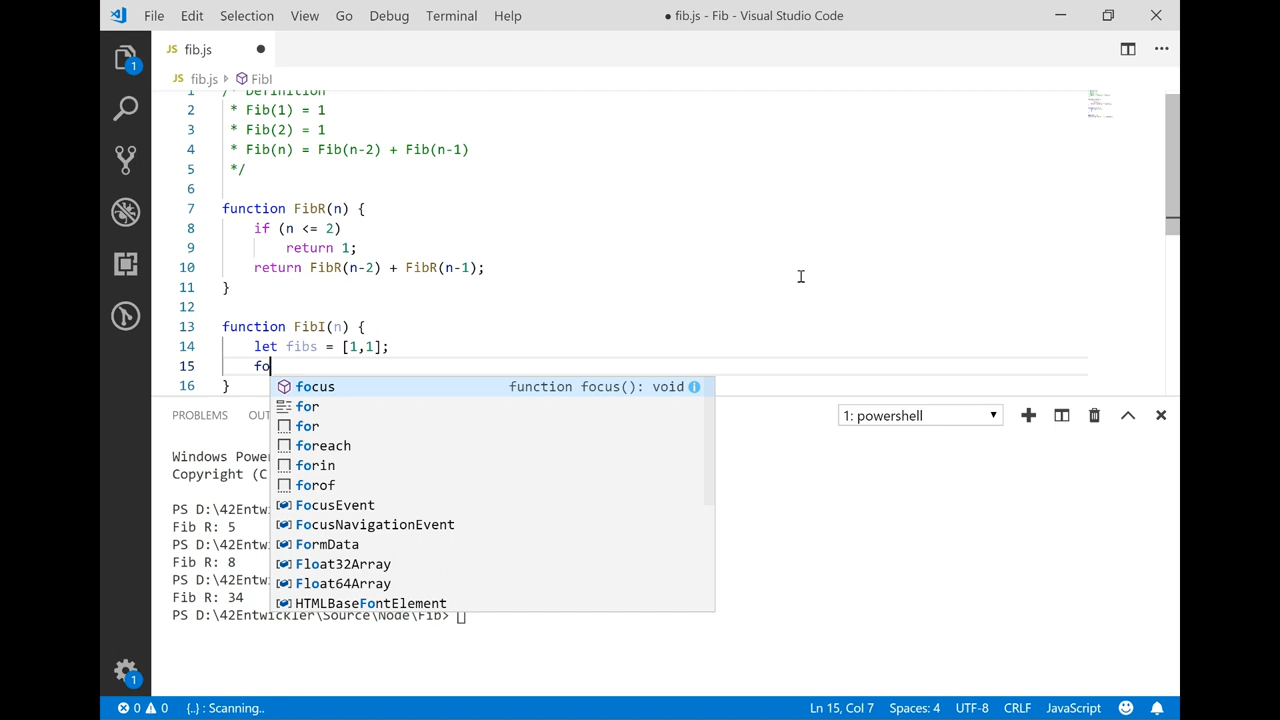 File Edit Selection View Go Debug Terminal Help ● fib.js - Fib - Visual Studio Code
JS fib.js ●
JS fib.js FibI
1 /* Definition
2 * Fib(1) = 1
3 * Fib(2) = 1
4 * Fib(n) = Fib(n-2) + Fib(n-1)
5 */
6
7 function FibR(n) {
8 if (n <= 2)
9 return 1;
10 return FibR(n-2) + FibR(n-1);
11 }
12
13 function FibI(n) {
14 let fibs = [1,1];
15 fo
16 }
focus function focus(): void
for
for
foreach
forin
forof
FocusEvent
FocusNavigationEvent
FormData
Float32Array
Float64Array
HTMLBaseFontElement
PROBLEMS OU 1: powershell
Windows Powe
Copyright (C
PS D:\42Entwi
Fib R: 5
PS D:\42Entwi
Fib R: 8
PS D:\42Entwi
Fib R: 34
PS D:\42Entwickler\Source\Node\Fib>
1
1
0 0 {..} : Scanning.. Ln 15, Col 7 Spaces: 4 UTF-8 CRLF JavaScript